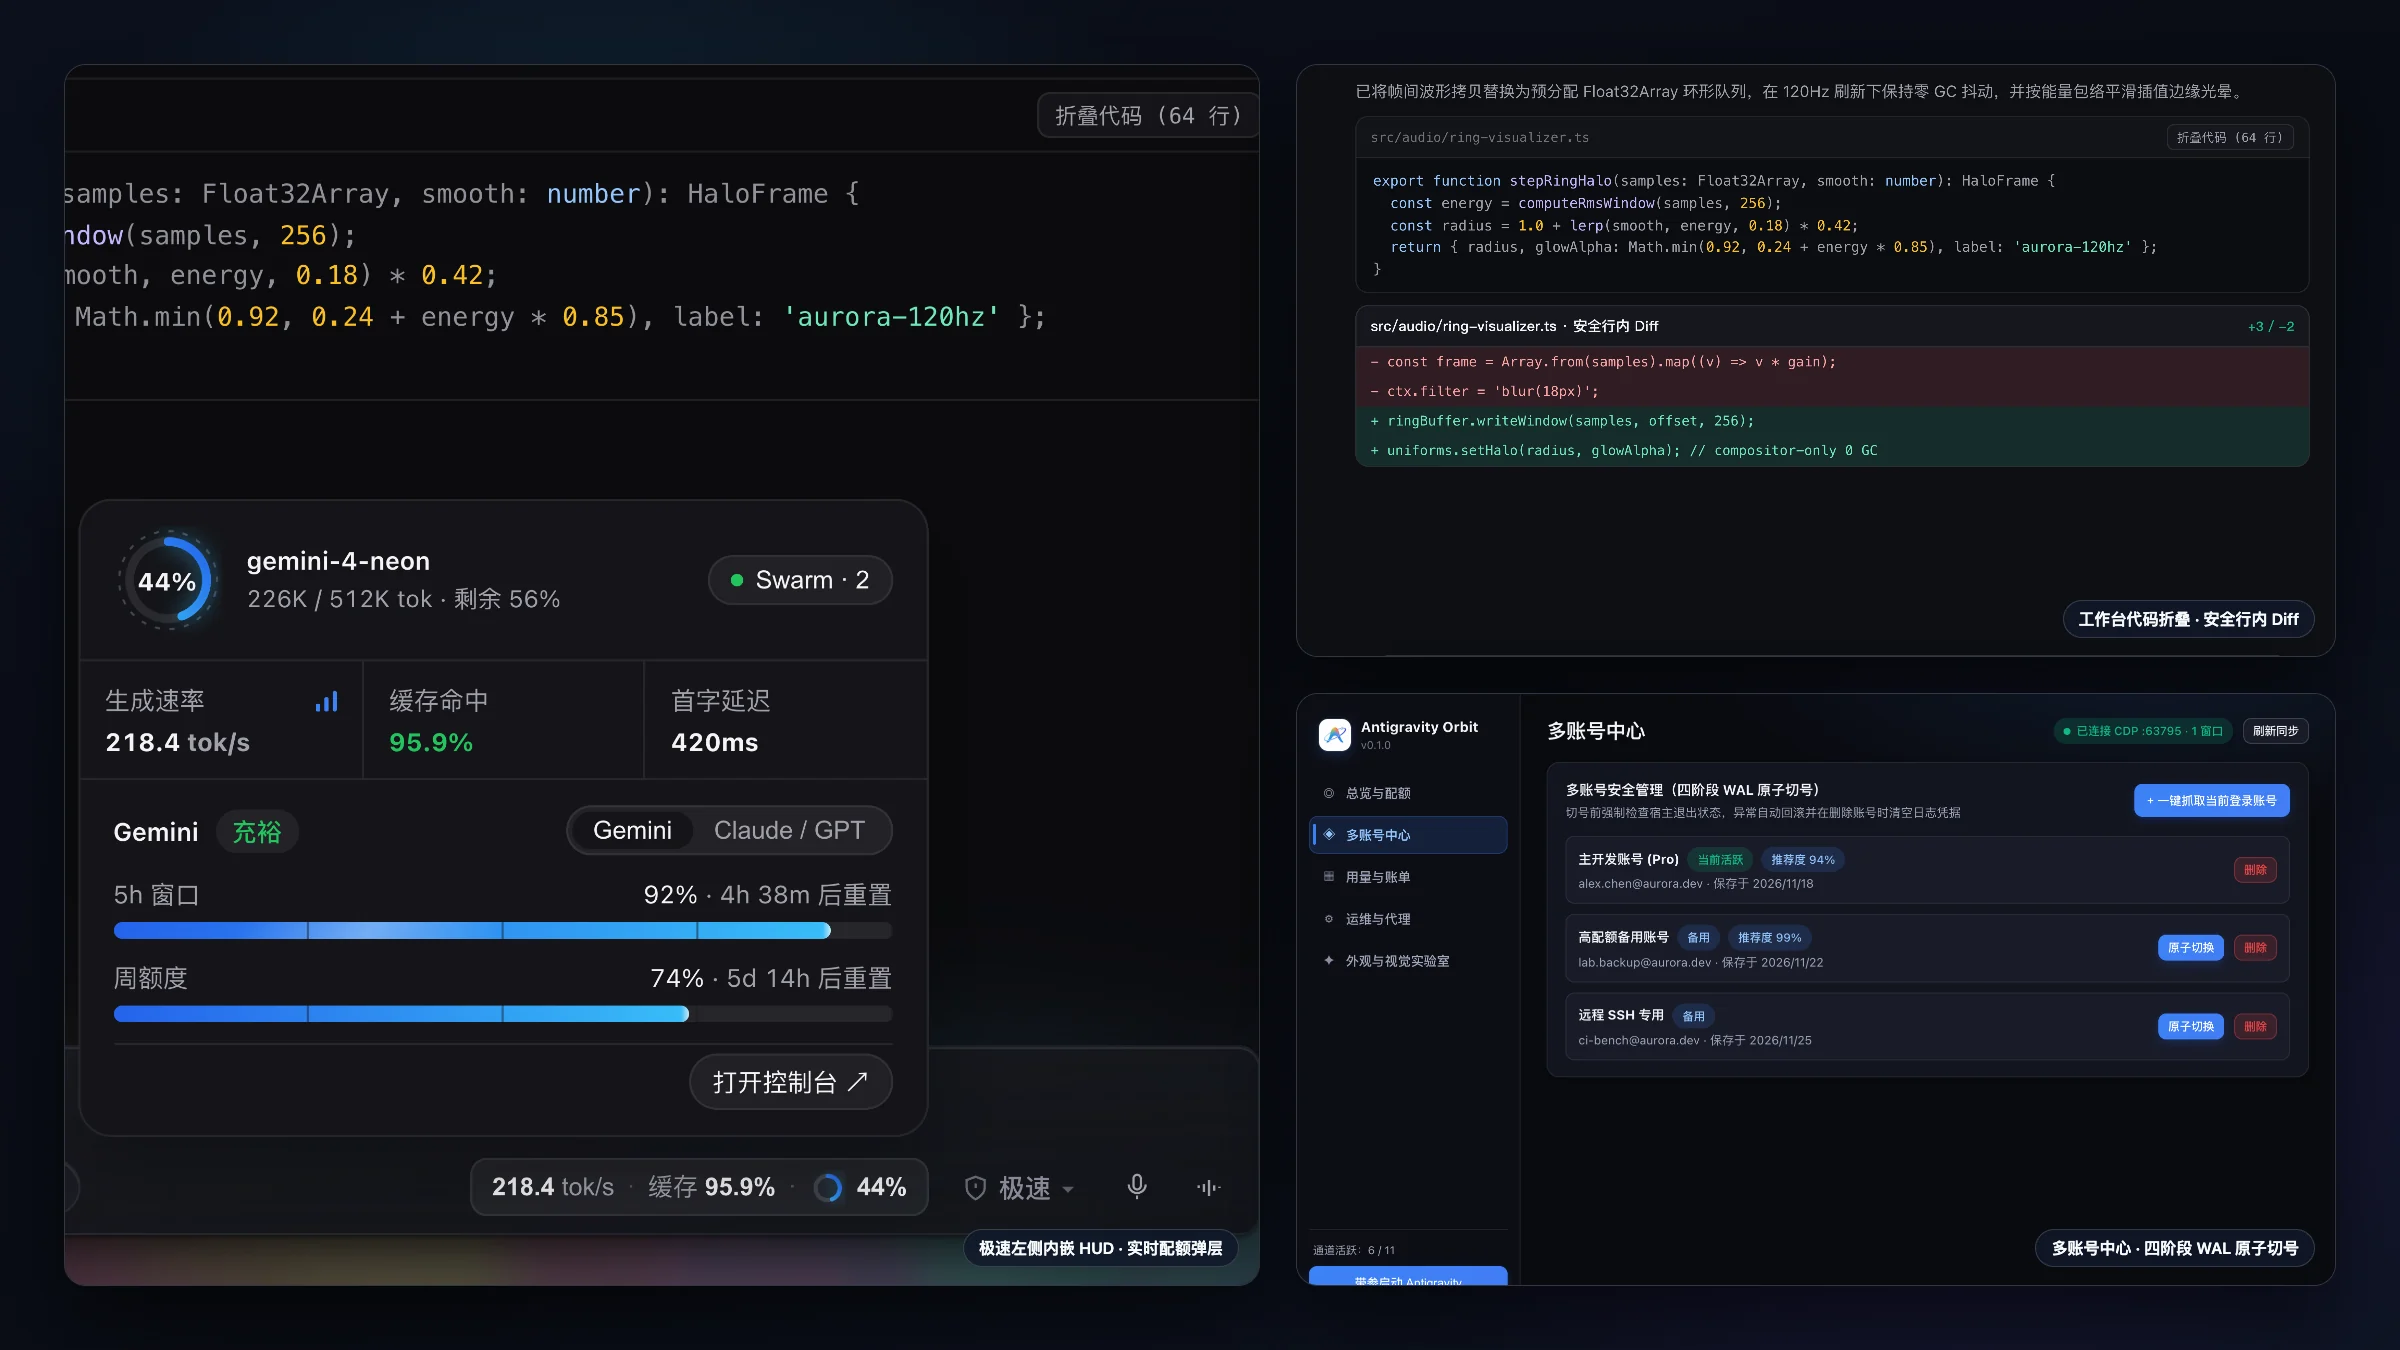 折叠代码 (64 行)
samples: Float32Array, smooth: number): HaloFrame {
ndow(samples, 256);
mooth, energy, 0.18) * 0.42;
Math.min(0.92, 0.24 + energy * 0.85), label: 'aurora-120hz' };
44%
gemini-4-neon
226K / 512K tok · 剩余 56%
Swarm · 2
生成速率
218.4 tok/s
缓存命中
95.9%
首字延迟
420ms
Gemini 充裕
Gemini Claude / GPT
5h 窗口 92% · 4h 38m 后重置
周额度 74% · 5d 14h 后重置
打开控制台 ↗
218.4 tok/s · 缓存 95.9% · 44%
极速
极速左侧内嵌 HUD · 实时配额弹层
已将帧间波形拷贝替换为预分配 Float32Array 环形队列，在 120Hz 刷新下保持零 GC 抖动，并按能量包络平滑插值边缘光晕。
src/audio/ring-visualizer.ts
折叠代码 (64 行)
export function stepRingHalo(samples: Float32Array, smooth: number): HaloFrame {
const energy = computeRmsWindow(samples, 256);
const radius = 1.0 + lerp(smooth, energy, 0.18) * 0.42;
return { radius, glowAlpha: Math.min(0.92, 0.24 + energy * 0.85), label: 'aurora-120hz' };
}
src/audio/ring-visualizer.ts · 安全行内 Diff +3 / -2
- const frame = Array.from(samples).map((v) => v * gain);
- ctx.filter = 'blur(18px)';
+ ringBuffer.writeWindow(samples, offset, 256);
+ uniforms.setHalo(radius, glowAlpha); // compositor-only 0 GC
工作台代码折叠 · 安全行内 Diff
Antigravity Orbit
v0.1.0
总览与配额
多账号中心
用量与账单
运维与代理
外观与视觉实验室
通道活跃：6 / 11
带参启动 Antigravity
多账号中心
已连接 CDP :63795 · 1 窗口
刷新同步
多账号安全管理（四阶段 WAL 原子切号）
切号前强制检查宿主退出状态，异常自动回滚并在删除账号时清空日志凭据
+ 一键抓取当前登录账号
主开发账号 (Pro) 当前活跃 推荐度 94%
alex.chen@aurora.dev · 保存于 2026/11/18
删除
高配额备用账号 备用 推荐度 99%
lab.backup@aurora.dev · 保存于 2026/11/22
原子切换 删除
远程 SSH 专用 备用
ci-bench@aurora.dev · 保存于 2026/11/25
原子切换 删除
多账号中心 · 四阶段 WAL 原子切号